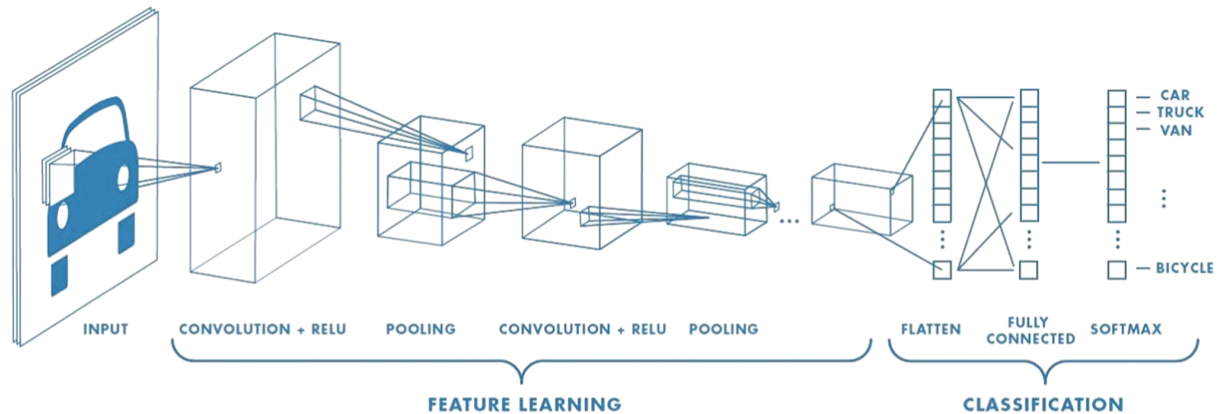 CAR
TRUCK
VAN
BICYCLE
INPUT
CONVOLUTION + RELU
POOLING
CONVOLUTION + RELU
POOLING
FLATTEN
FULLY
CONNECTED
SOFTMAX
FEATURE LEARNING
CLASSIFICATION